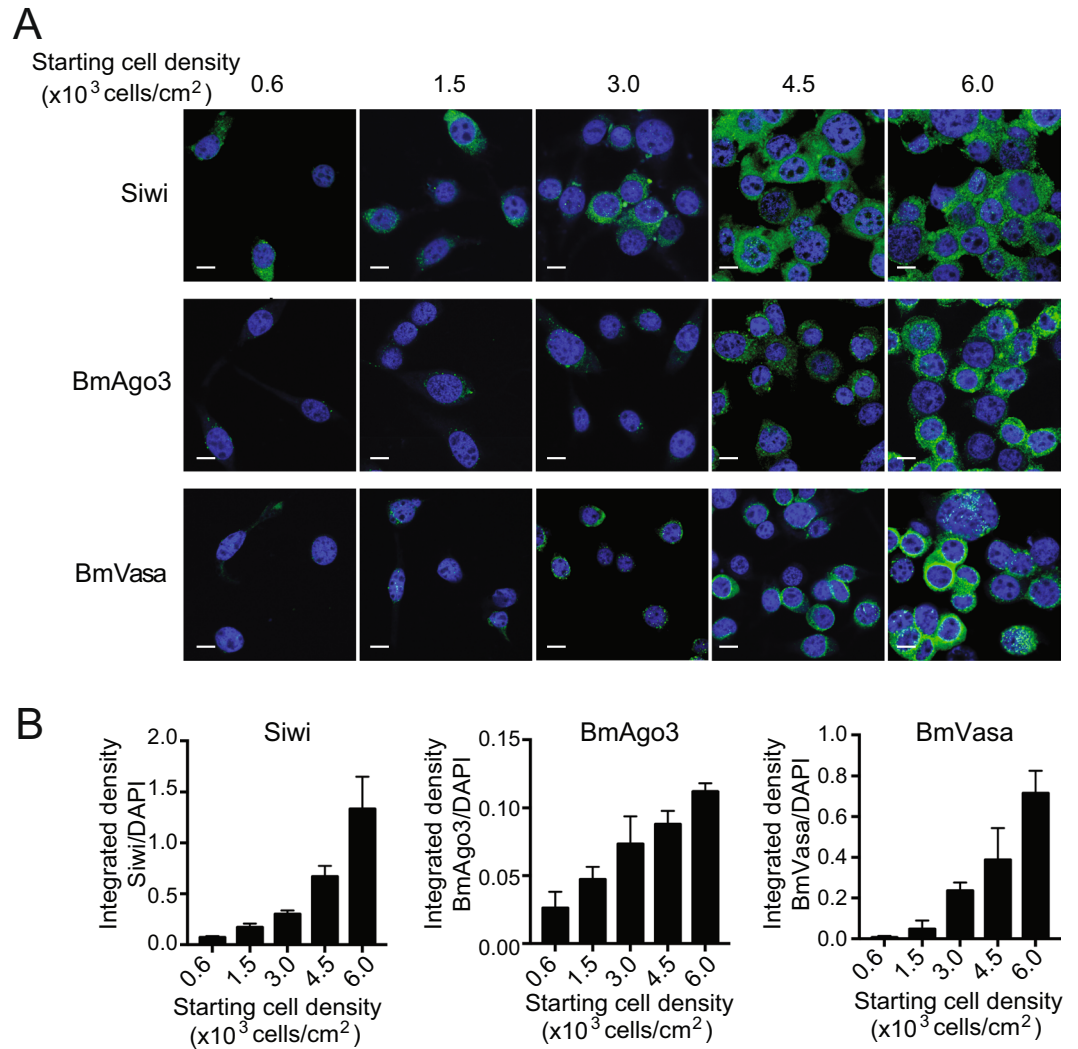 A
Starting cell density
(x10³ cells/cm²) 0.6 1.5 3.0 4.5 6.0
Siwi
BmAgo3
BmVasa
B
Siwi
Integrated density
Siwi/DAPI
2.0
1.5
1.0
0.5
0.0
0.6 1.5 3.0 4.5 6.0
Starting cell density
(x10³ cells/cm²)
BmAgo3
Integrated density
BmAgo3/DAPI
0.15
0.10
0.05
0.00
0.6 1.5 3.0 4.5 6.0
Starting cell density
(x10³ cells/cm²)
BmVasa
Integrated density
BmVasa/DAPI
1.0
0.8
0.6
0.4
0.2
0.0
0.6 1.5 3.0 4.5 6.0
Starting cell density
(x10³ cells/cm²)